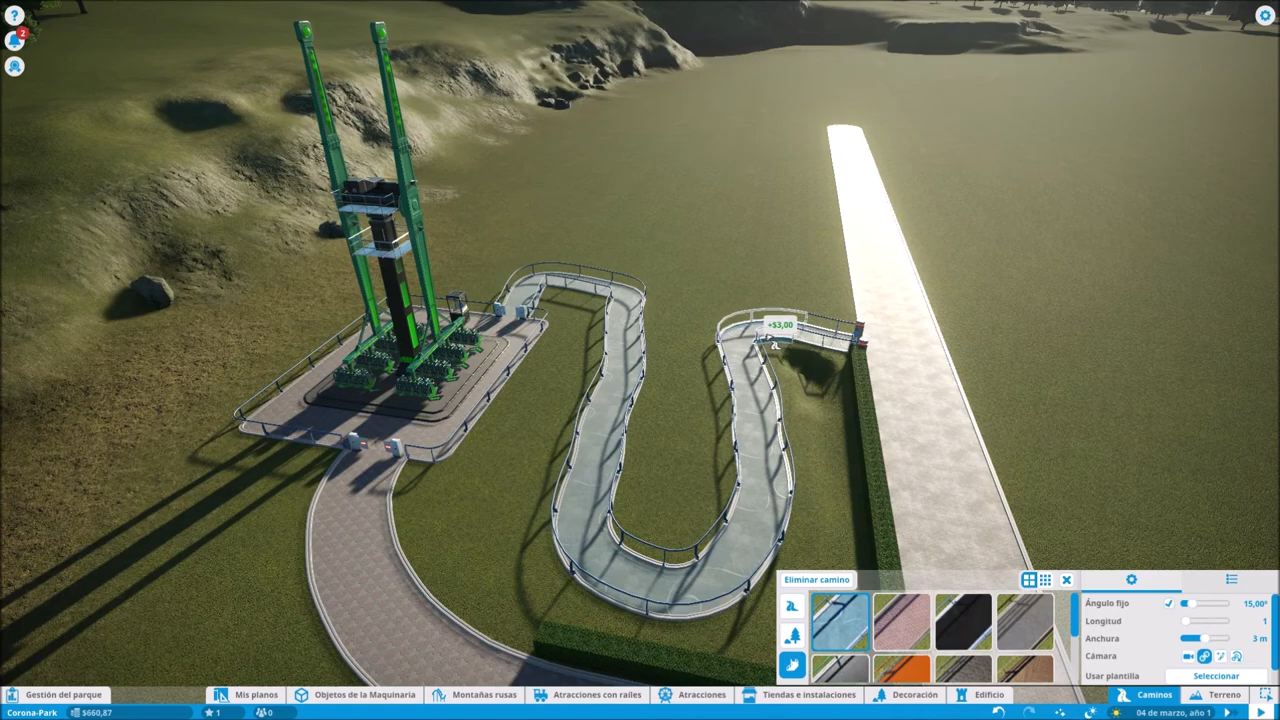 2
+$3,00
Eliminar camino
Ángulo fijo
15,00°
Longitud
1
Anchura
3 m
Cámara
Usar plantilla
Seleccionar
Gestión del parque
Mis planos
Objetos de la Maquinaria
Montañas rusas
Atracciones con raíles
Atracciones
Tiendas e instalaciones
Decoración
Edificio
Caminos
Terreno
Corona-Park
$660,87
1
0
04 de marzo, año 1